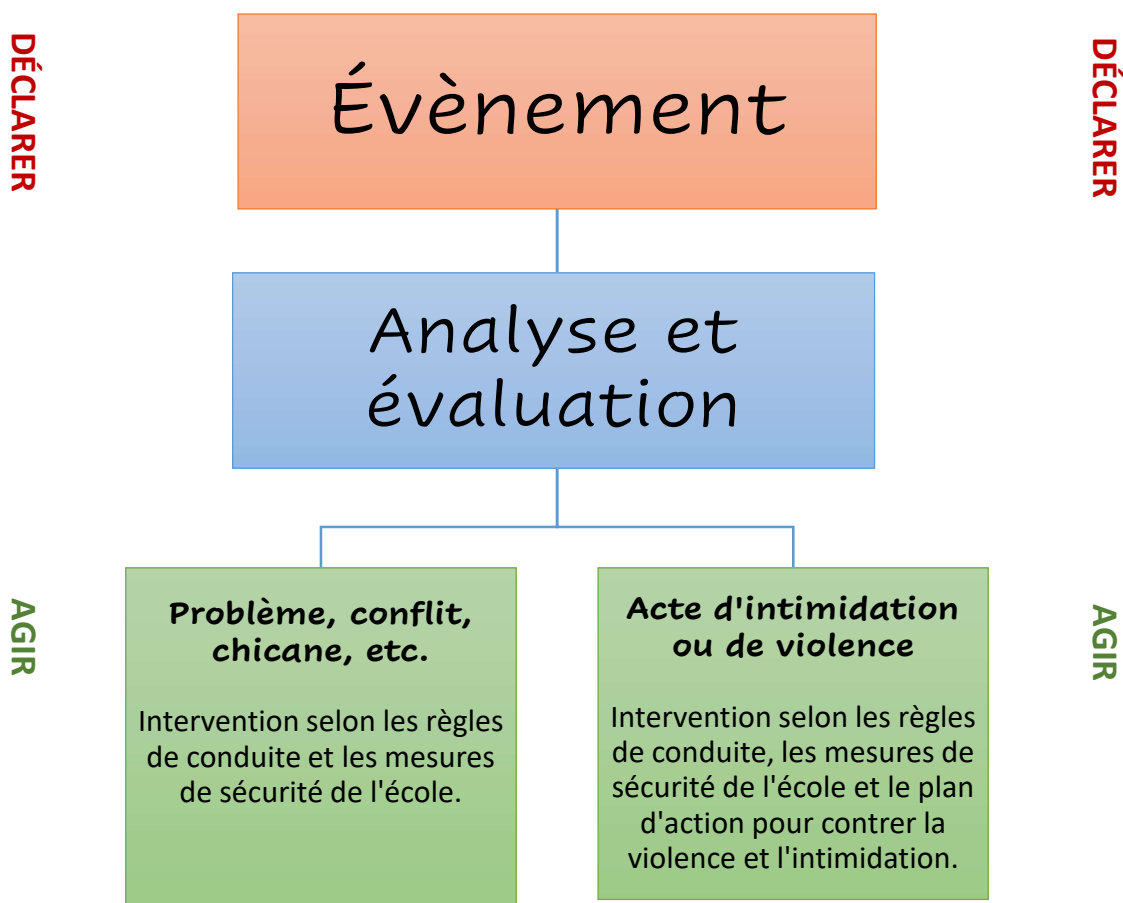 DÉCLARER
DÉCLARER
Évènement
Analyse et
évaluation
AGIR
AGIR
Problème, conflit,
chicane, etc.
Intervention selon les règles
de conduite et les mesures
de sécurité de l'école.
Acte d'intimidation
ou de violence
Intervention selon les règles
de conduite, les mesures de
sécurité de l'école et le plan
d'action pour contrer la
violence et l'intimidation.